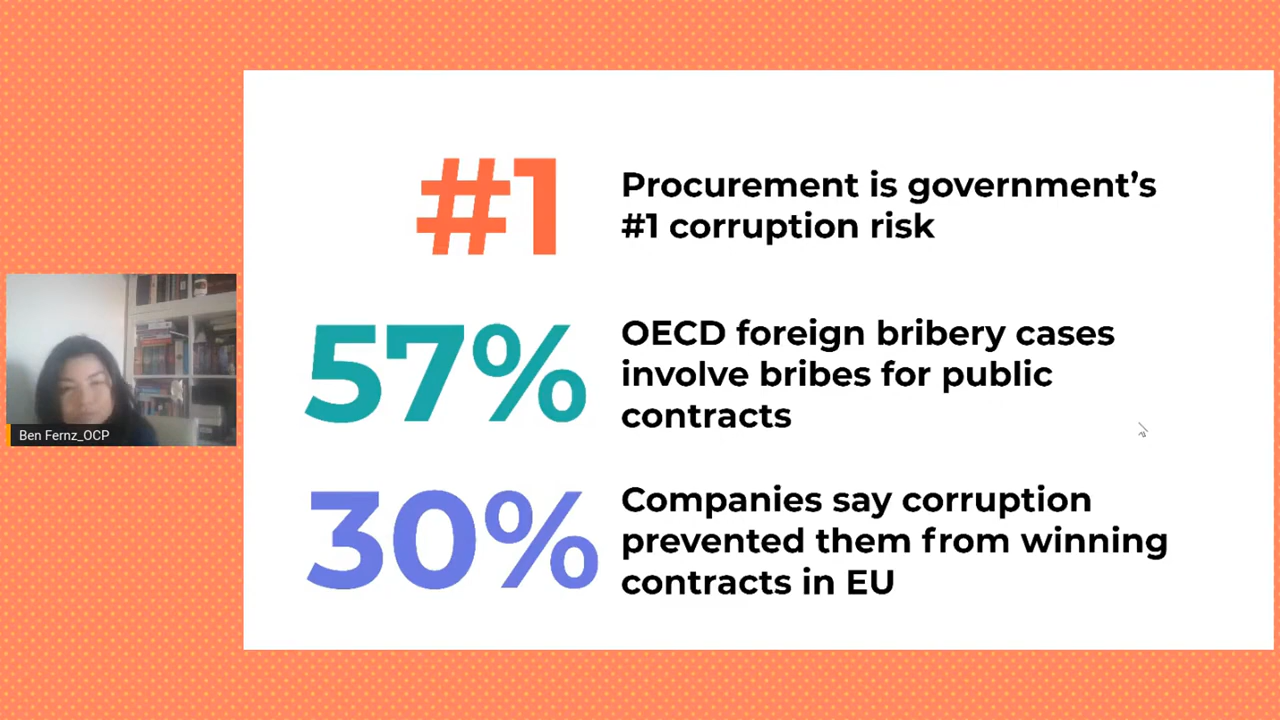 #1
Procurement is government’s
#1 corruption risk
57%
OECD foreign bribery cases
involve bribes for public
contracts
30%
Companies say corruption
prevented them from winning
contracts in EU
Ben Fernz_OCP